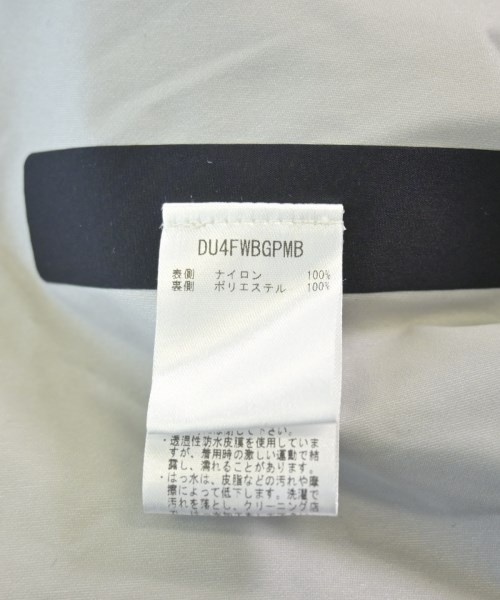 DU4FWBGPMB
表側 ナイロン 100%
裏側 ポリエステル 100%
ください。
・透湿性防水皮膜を使用していま
すが、着用時の激しい運動で結
露し、濡れることがあります。
・はっ水は、皮脂などの汚れや摩
擦によって低下します。洗濯で
汚れを落とし、クリーニング店